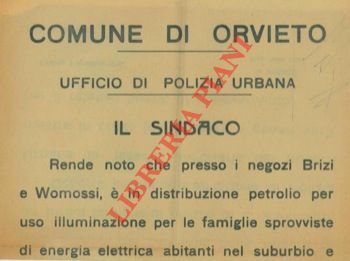 COMUNE DI ORVIETO
UFFICIO DI POLIZIA URBANA
IL SINDACO
Rende noto che presso i negozi Brizi
e Womossi, è in distribuzione petrolio per
uso illuminazione per le famiglie sprovviste
di energia elettrica abitanti nel suburbio e
LIBRERIA PIANI